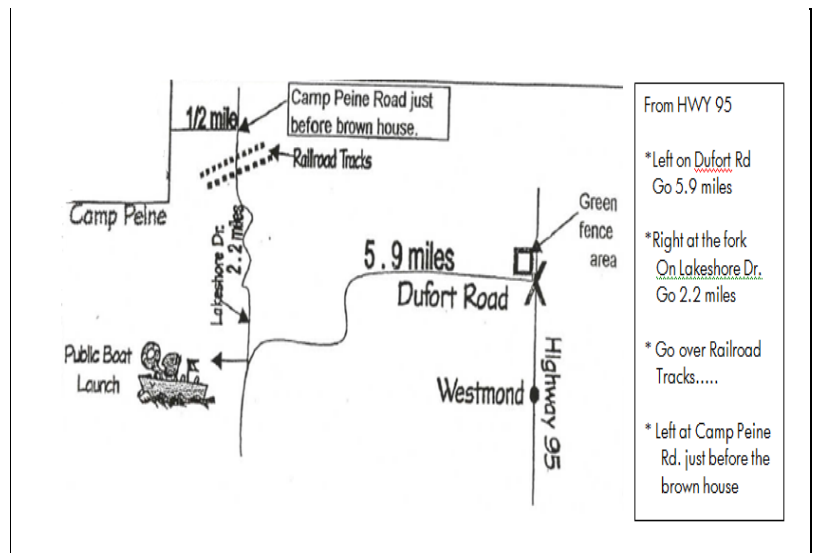 Camp Peine Road just
before brown house.
1/2 mile
Railroad Tracks
Camp Peine
Lakeshore Dr.
2.2 miles
5.9 miles
Dufort Road
Green
fence
area
Public Boat
Launch
Westmond
Highway 95
From HWY 95
*Left on Dufort Rd
Go 5.9 miles
*Right at the fork
On Lakeshore Dr.
Go 2.2 miles
* Go over Railroad
Tracks.....
* Left at Camp Peine
Rd. just before the
brown house